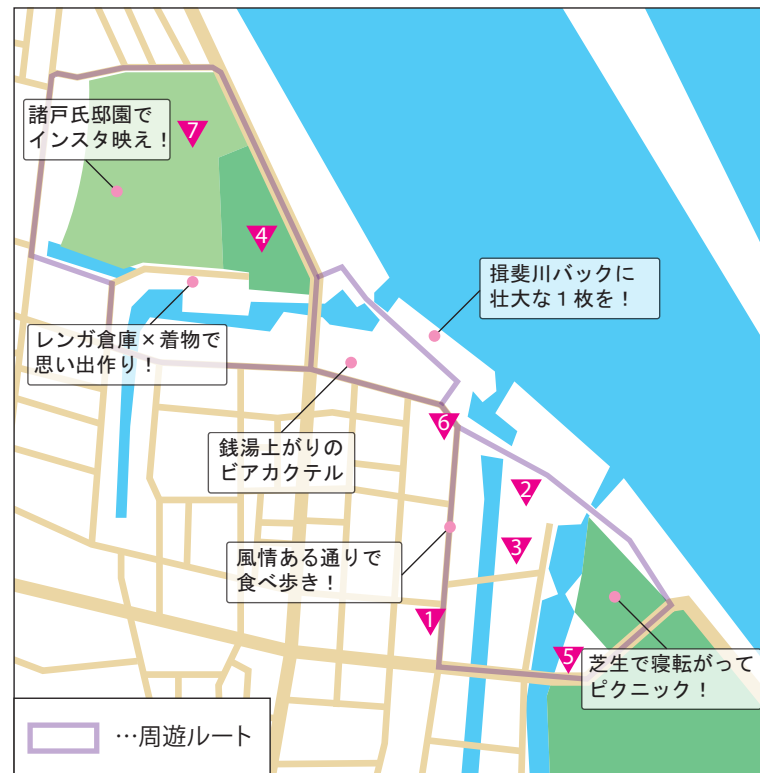 諸戸氏邸園で
インスタ映え！
7
4
揖斐川バックに
壮大な１枚を！
レンガ倉庫×着物で
思い出作り！
銭湯上がりの
ビアカクテル
6
2
3
風情ある通りで
食べ歩き！
1
5
芝生で寝転がって
ピクニック！
…周遊ルート